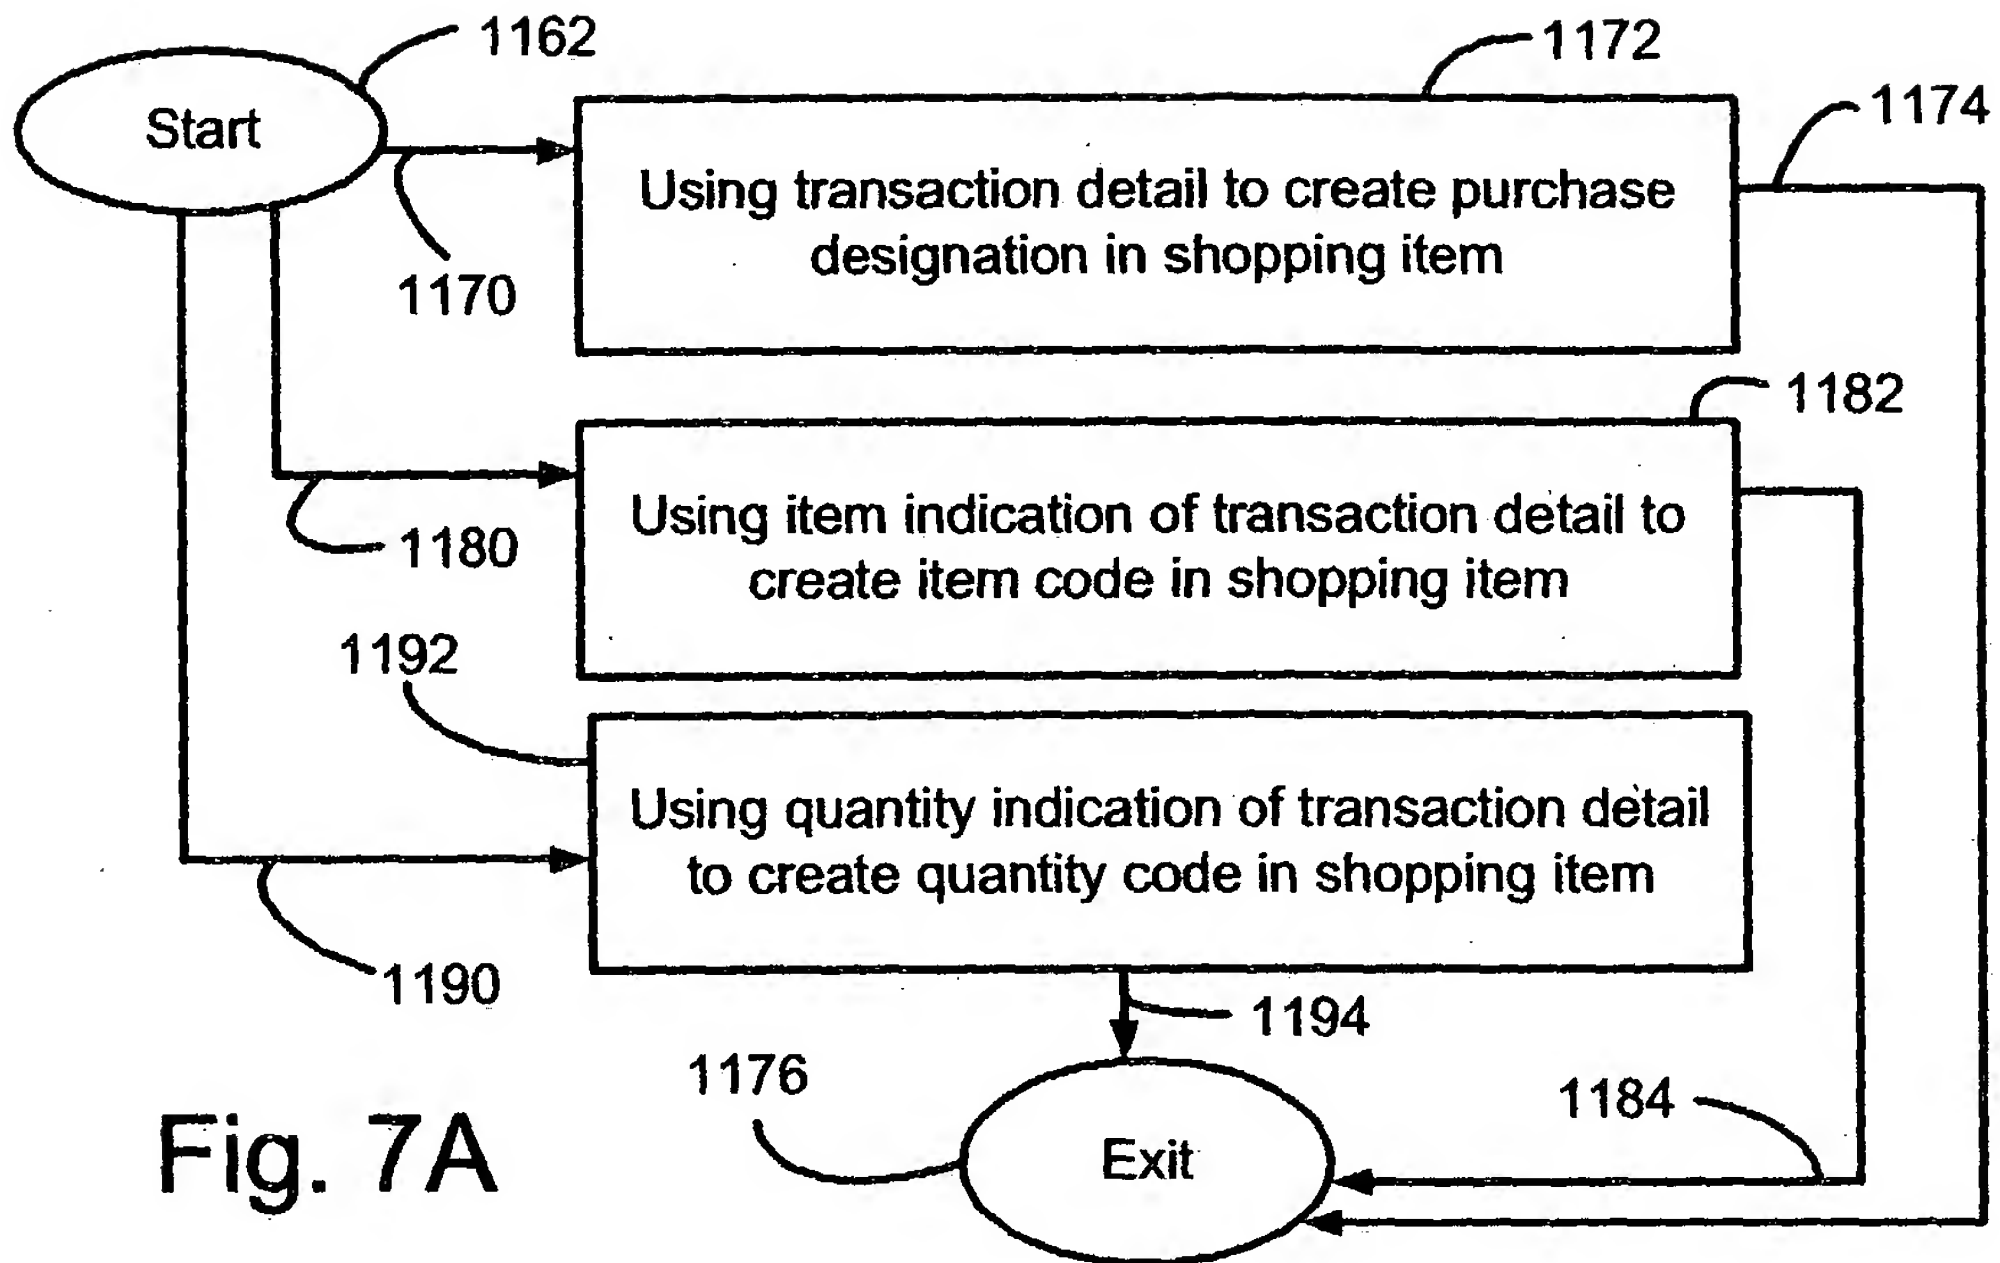 1162
Start
1172
1174
Using transaction detail to create purchase
designation in shopping item
1170
1182
Using item indication of transaction detail to
create item code in shopping item
1180
1192
Using quantity indication of transaction detail
to create quantity code in shopping item
1190
1194
1176
Exit
1184
Fig. 7A